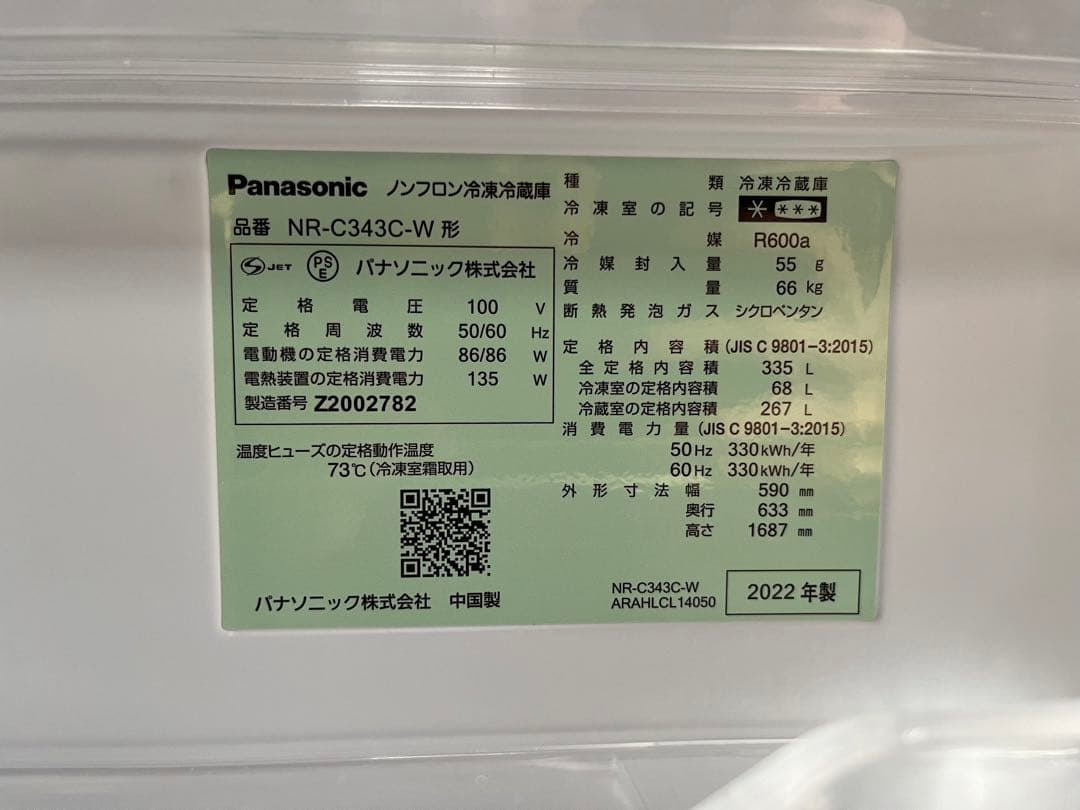 Panasonic ノンフロン冷凍冷蔵庫
品番 NR-C343C-W 形
JET PSE パナソニック株式会社
定格電圧 100 V
定格周波数 50/60 Hz
電動機の定格消費電力 86/86 W
電熱装置の定格消費電力 135 W
製造番号 Z2002782
温度ヒューズの定格動作温度
73℃(冷凍室霜取用)
パナソニック株式会社 中国製
種類 冷凍冷蔵庫
冷凍室の記号 * ***
冷媒 R600a
冷媒封入量 55 g
質量 66 kg
断熱発泡ガス シクロペンタン
定格内容積 (JIS C 9801-3:2015)
全定格内容積 335 L
冷凍室の定格内容積 68 L
冷蔵室の定格内容積 267 L
消費電力量 (JIS C 9801-3:2015)
50Hz 330kWh/年
60Hz 330kWh/年
外形寸法 幅 590 mm
奥行 633 mm
高さ 1687 mm
NR-C343C-W
ARAHLCL14050
2022 年製